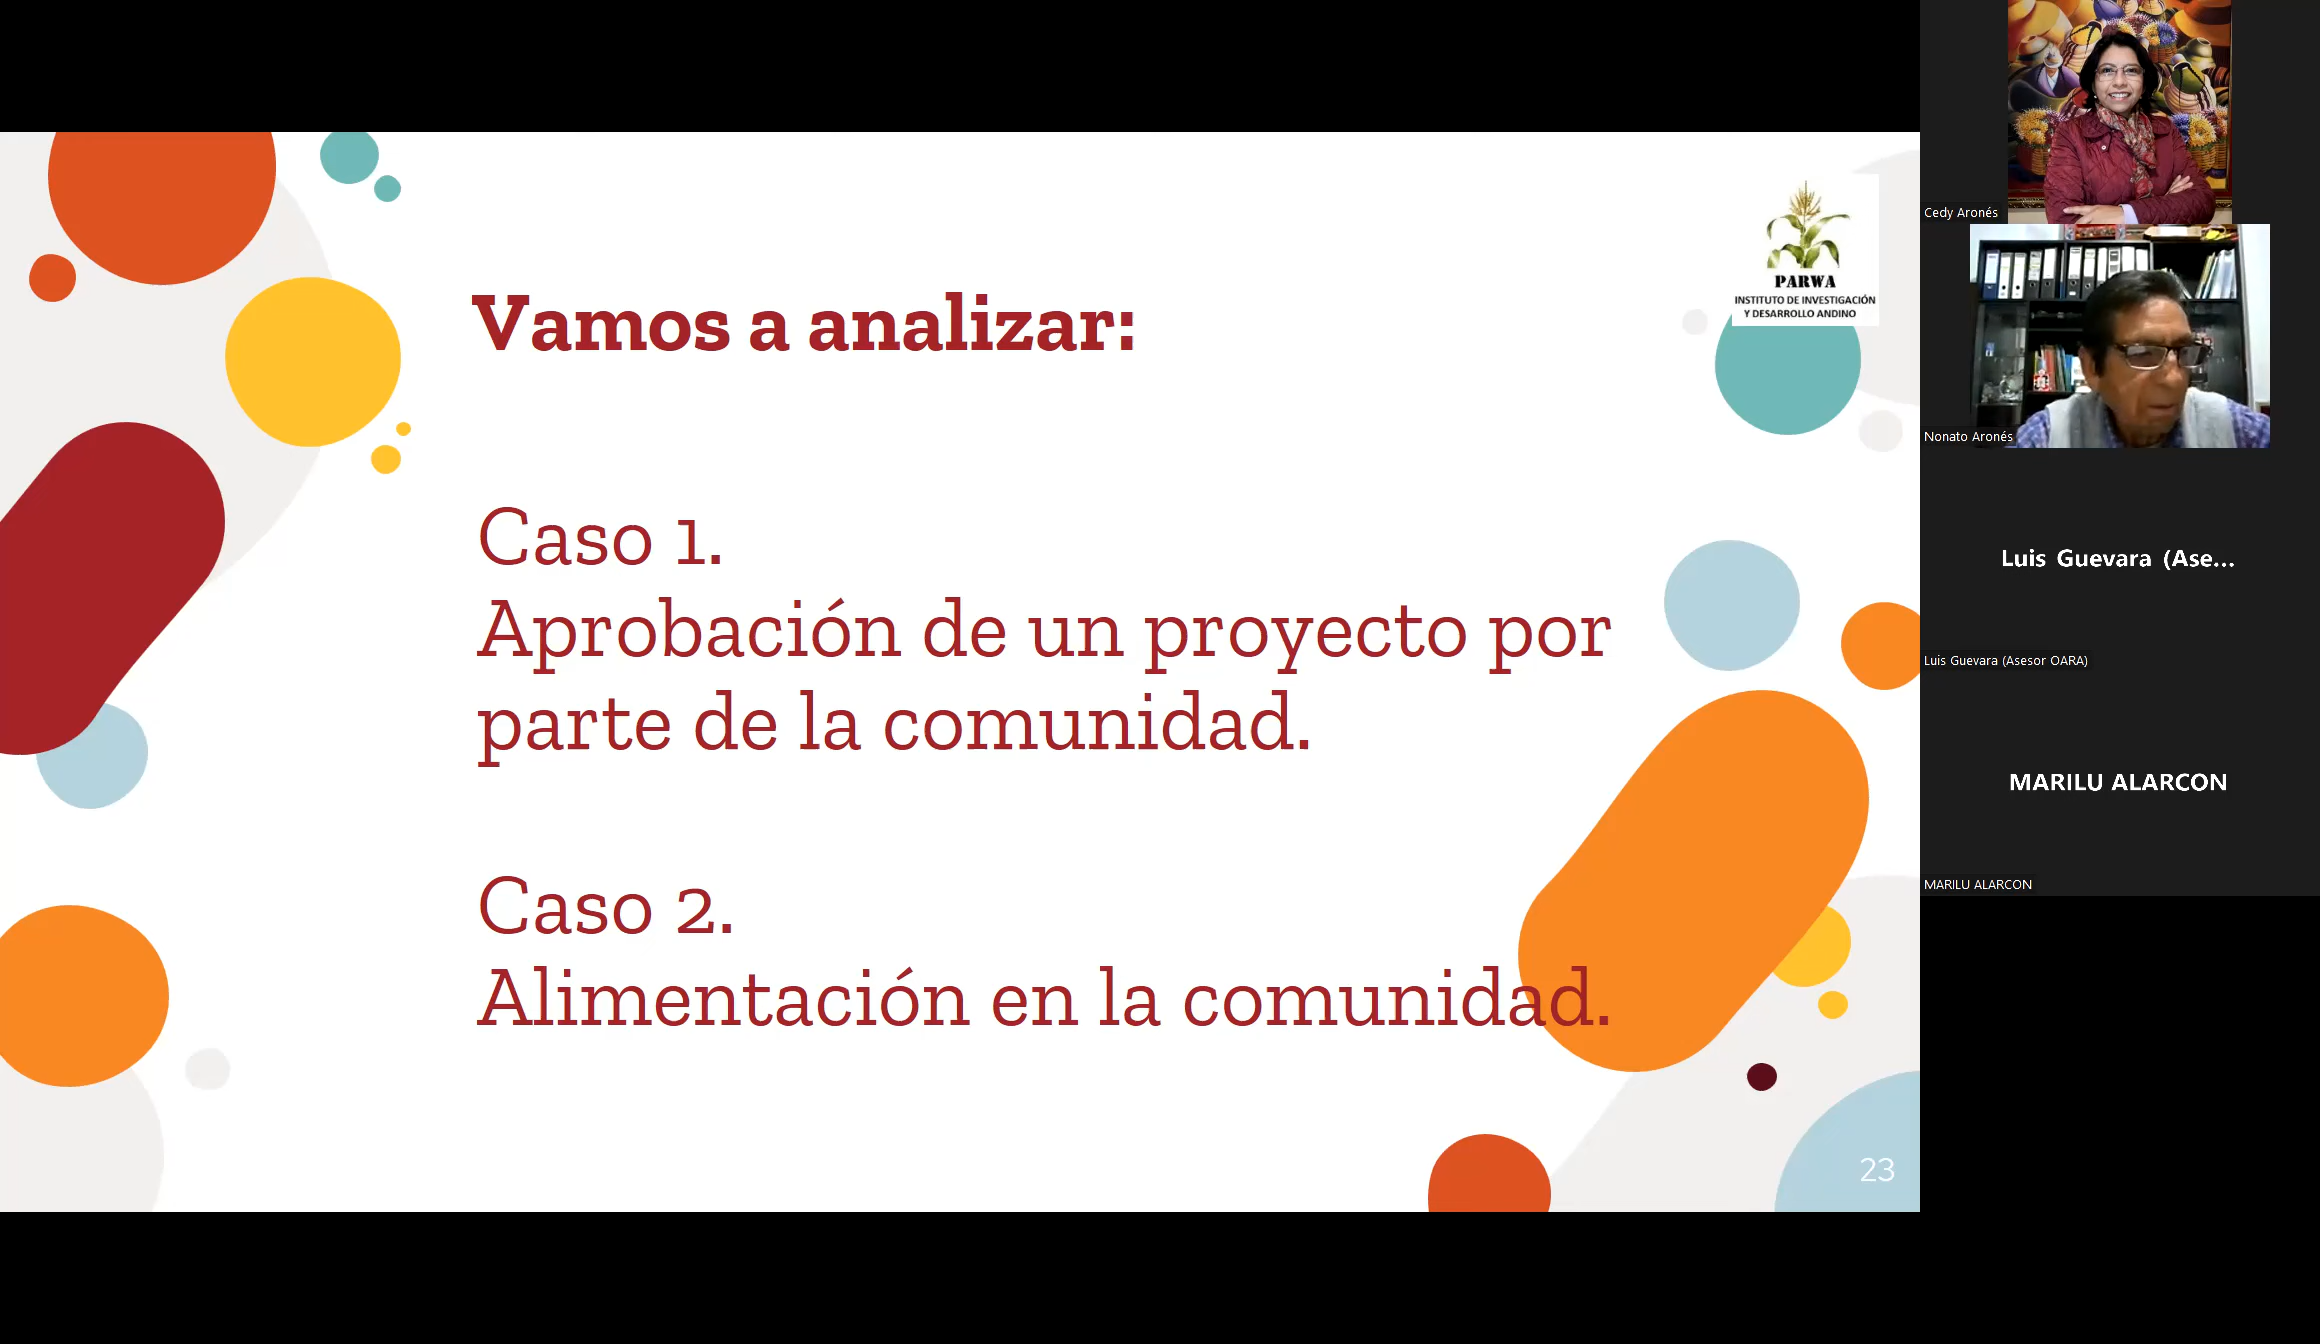 PARWA
INSTITUTO DE INVESTIGACIÓN
Y DESARROLLO ANDINO
Vamos a analizar:
Caso 1.
Aprobación de un proyecto por
parte de la comunidad.
Caso 2.
Alimentación en la comunidad.
23
Cedy Aronés
Nonato Aronés
Luis Guevara (Ase...
Luis Guevara (Asesor OARA)
MARILU ALARCON
MARILU ALARCON